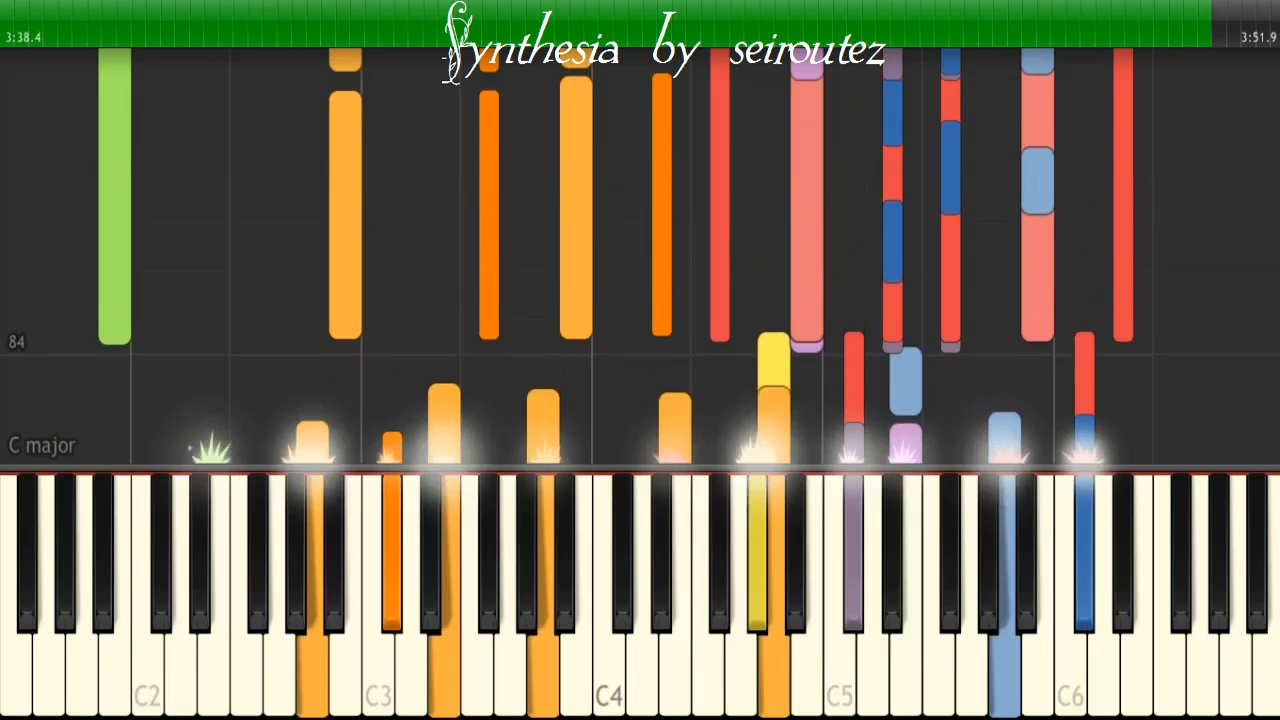 Synthesia by seiroutez
3:38.4
3:51.9
84
C major
C2
C3
C4
C5
C6